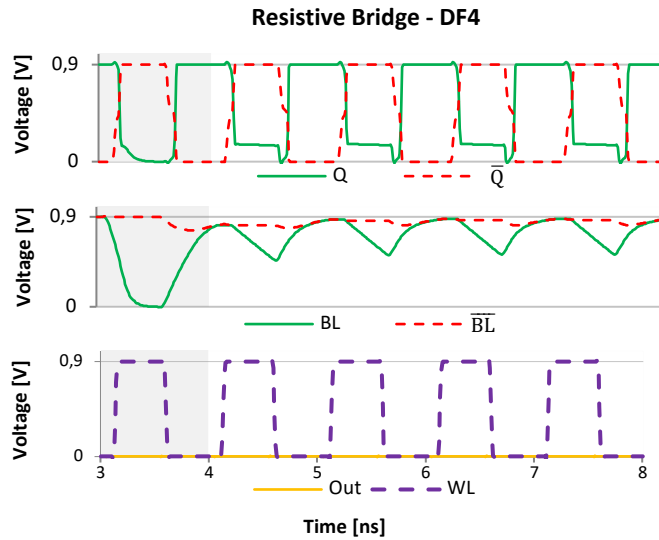 Resistive Bridge - DF4
Voltage [V]
0,9
0
Q
Q̅
Voltage [V]
0,9
0
BL
B̅L̅
Voltage [V]
0,9
0
3
4
5
6
7
8
Out
WL
Time [ns]